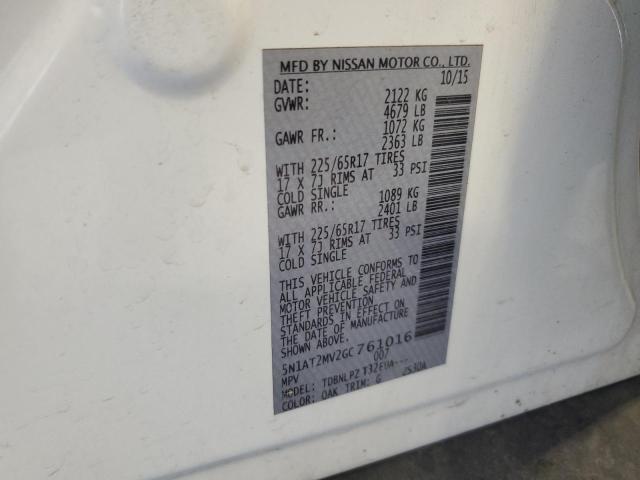 MFD BY NISSAN MOTOR CO., LTD.
DATE: 10/15
GVWR: 2122 KG
4679 LB
GAWR FR.: 1072 KG
2363 LB
WITH 225/65R17 TIRES
17 X 7J RIMS AT 33 PSI
COLD SINGLE
GAWR RR.: 1089 KG
2401 LB
WITH 225/65R17 TIRES
17 X 7J RIMS AT 33 PSI
COLD SINGLE
THIS VEHICLE CONFORMS TO
ALL APPLICABLE FEDERAL
MOTOR VEHICLE SAFETY AND
THEFT PREVENTION
STANDARDS IN EFFECT ON
THE DATE OF MANUFACTURE
SHOWN ABOVE.
5N1AT2MV2GC761016
MPV 007
MODEL:
COLOR: QAK TRIM: G